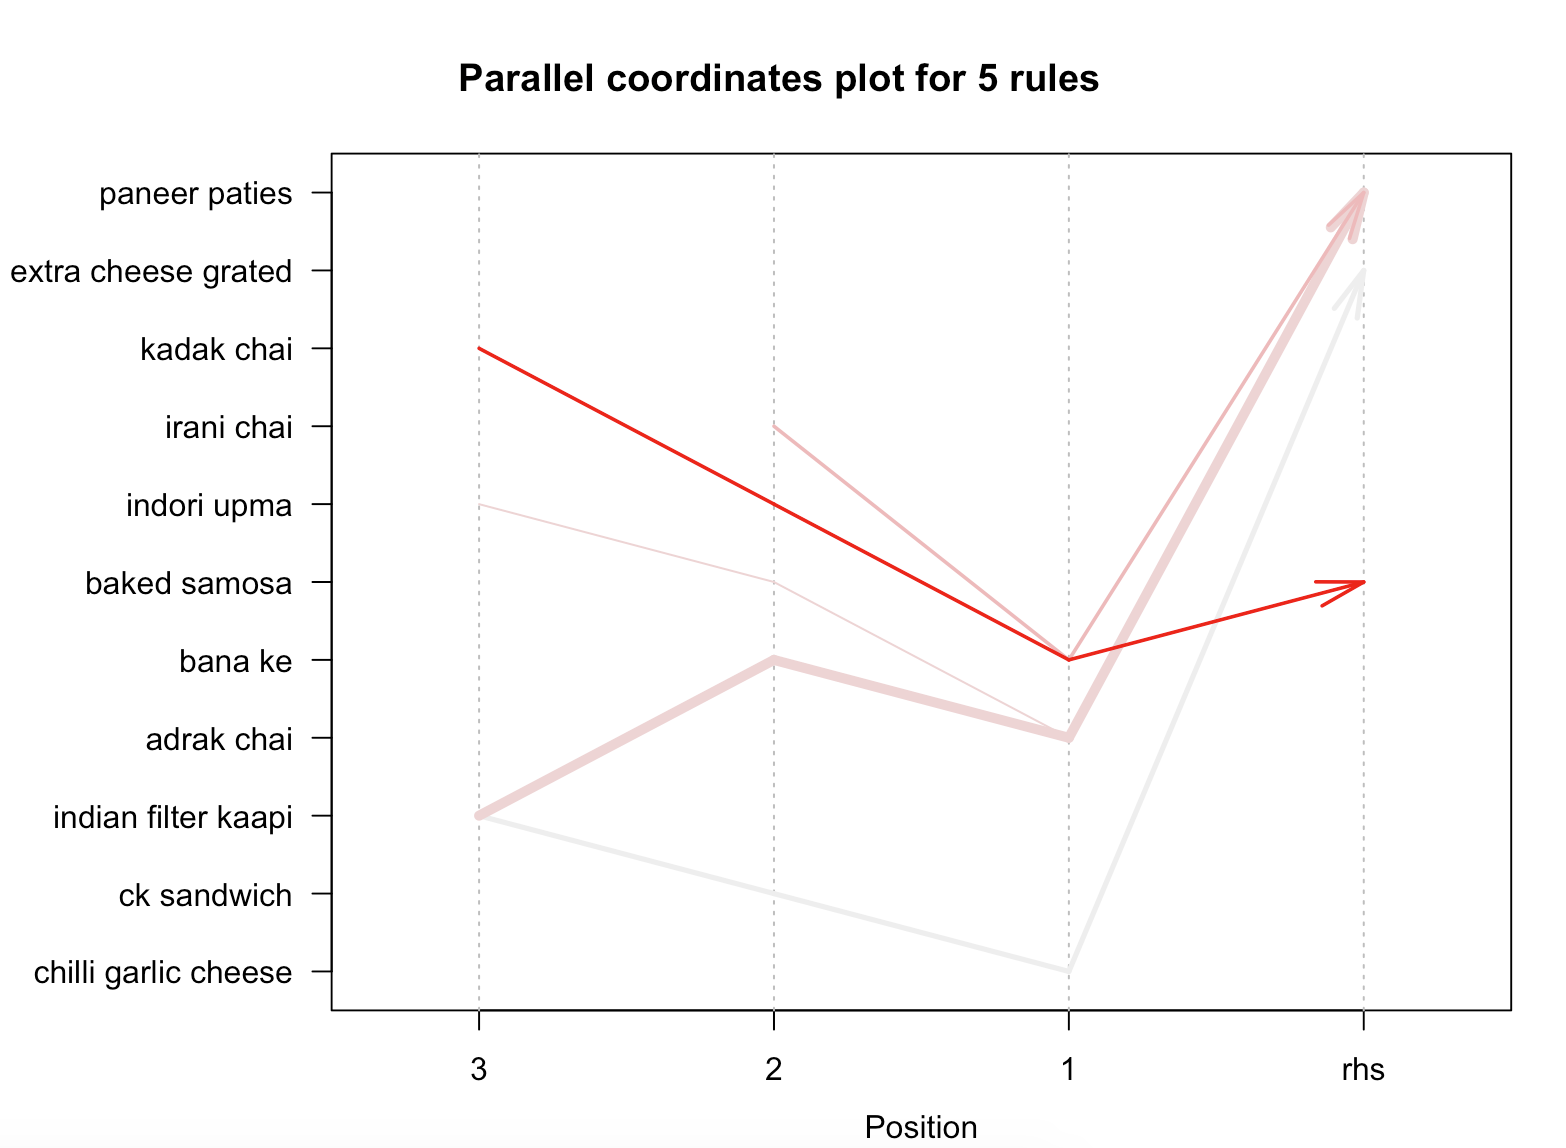 Parallel coordinates plot for 5 rules
paneer paties
extra cheese grated
kadak chai
irani chai
indori upma
baked samosa
bana ke
adrak chai
indian filter kaapi
ck sandwich
chilli garlic cheese
3 2 1 rhs
Position